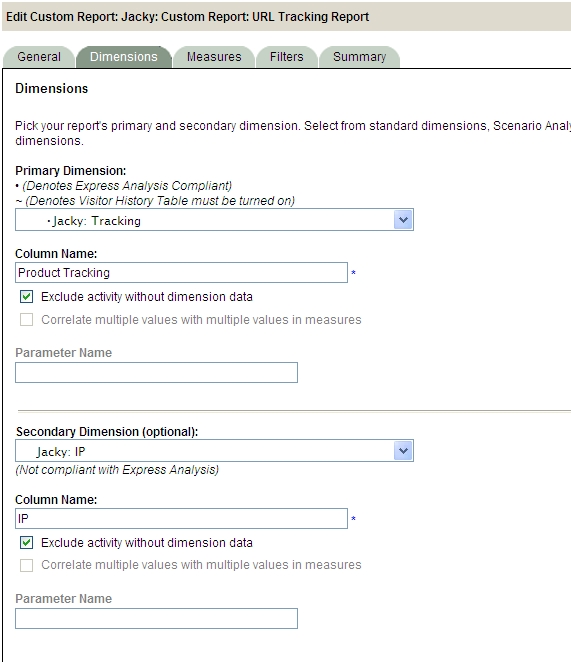 Edit Custom Report: Jacky: Custom Report: URL Tracking Report
General Dimensions Measures Filters Summary
Dimensions
Pick your report's primary and secondary dimension. Select from standard dimensions, Scenario Analy
dimensions.
Primary Dimension:
• (Denotes Express Analysis Compliant)
~ (Denotes Visitor History Table must be turned on)
• Jacky: Tracking
Column Name:
Product Tracking *
Exclude activity without dimension data
Correlate multiple values with multiple values in measures
Parameter Name
Secondary Dimension (optional):
Jacky: IP
(Not compliant with Express Analysis)
Column Name:
IP *
Exclude activity without dimension data
Correlate multiple values with multiple values in measures
Parameter Name